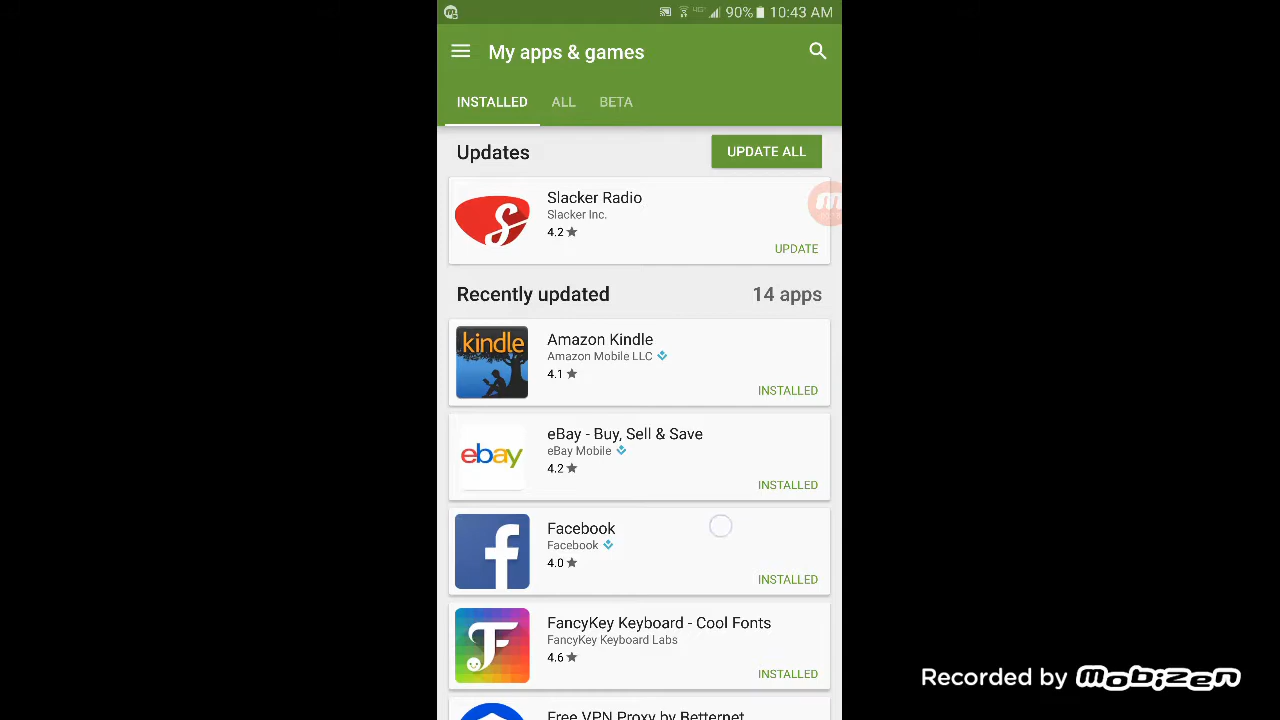 90% 10:43 AM
My apps & games
INSTALLED ALL BETA
Updates
UPDATE ALL
Slacker Radio
Slacker Inc.
4.2
UPDATE
Recently updated
14 apps
kindle
Amazon Kindle
Amazon Mobile LLC
4.1
INSTALLED
ebay
eBay - Buy, Sell & Save
eBay Mobile
4.2
INSTALLED
Facebook
Facebook
4.0
INSTALLED
FancyKey Keyboard - Cool Fonts
FancyKey Keyboard Labs
4.6
INSTALLED
Free VPN Proxy by Betternet
Recorded by mobizen